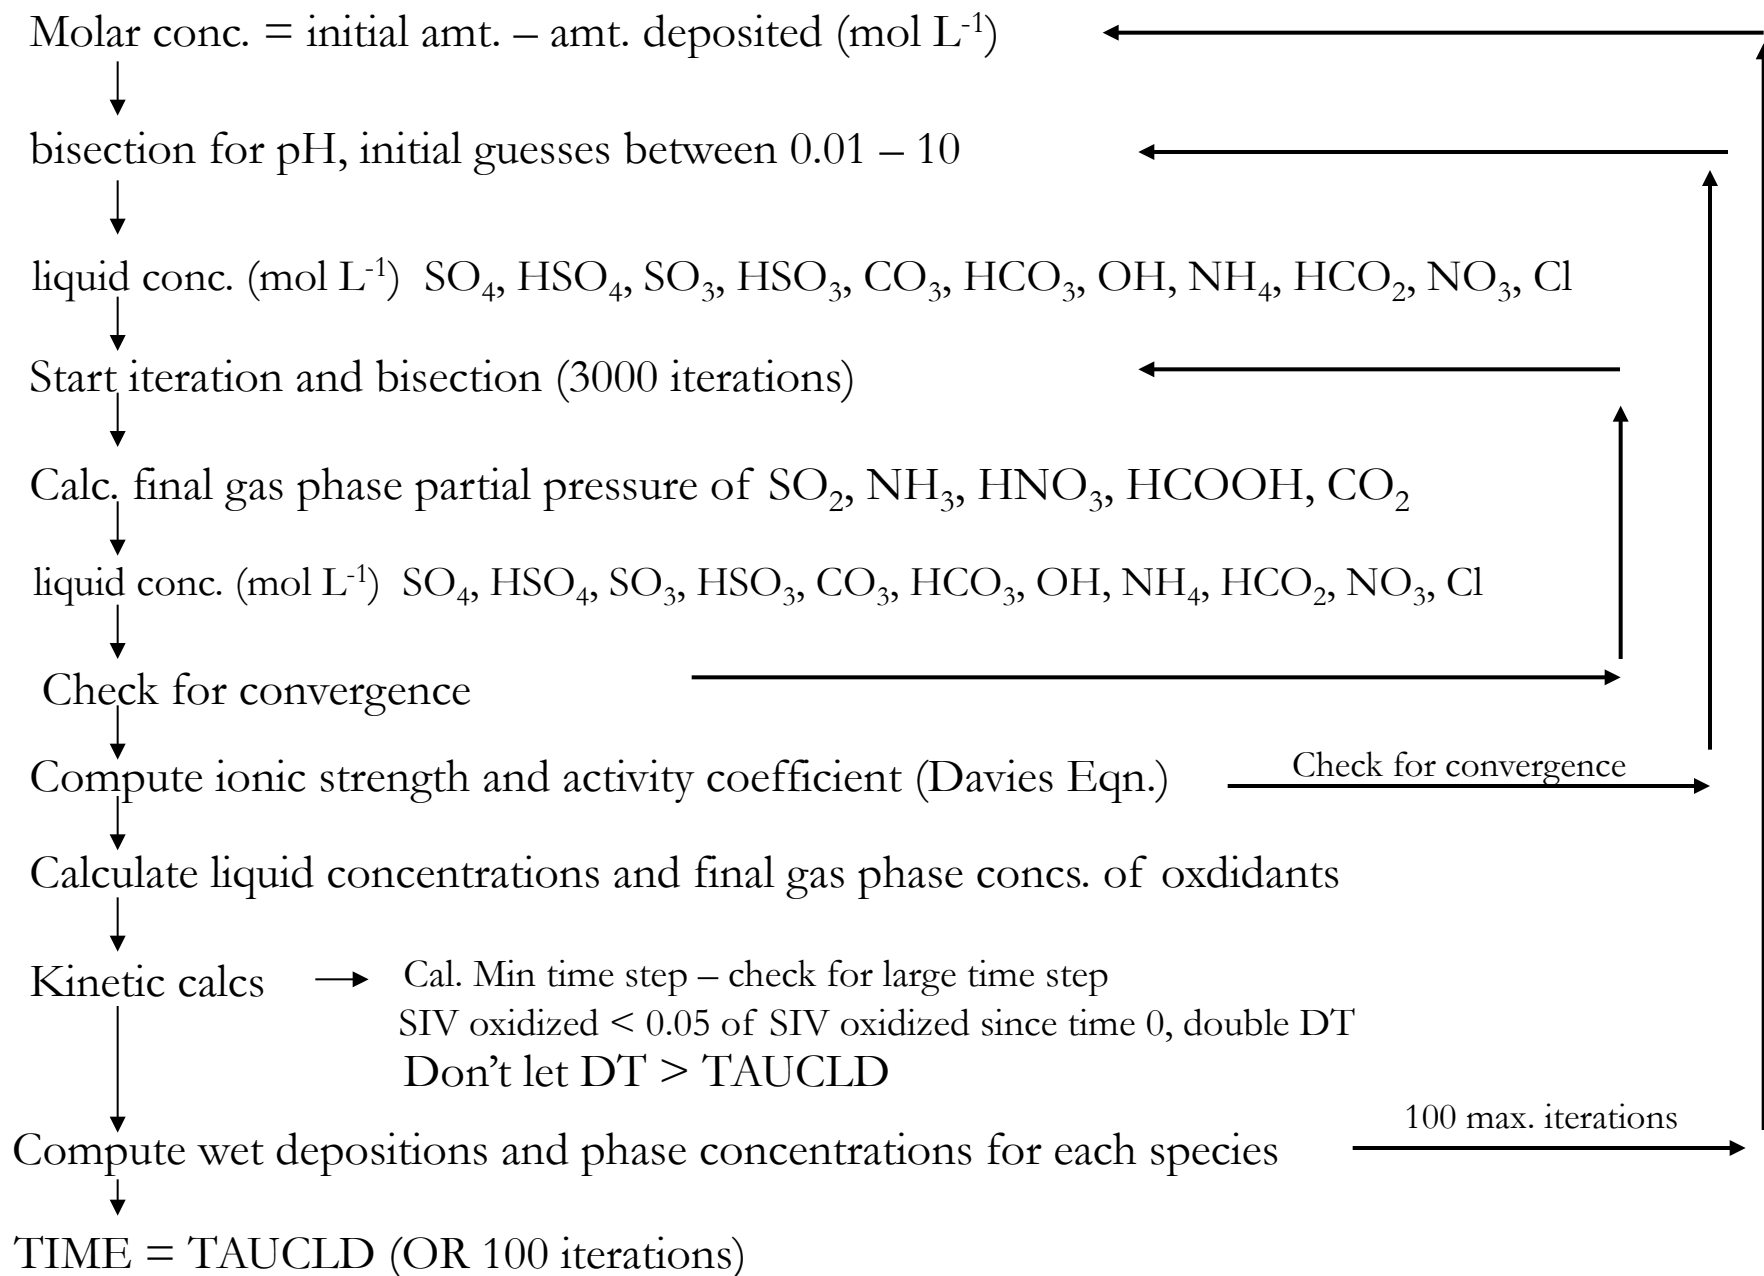 Molar conc. = initial amt. – amt. deposited (mol L⁻¹)
bisection for pH, initial guesses between 0.01 – 10
liquid conc. (mol L⁻¹) SO₄, HSO₄, SO₃, HSO₃, CO₃, HCO₃, OH, NH₄, HCO₂, NO₃, Cl
Start iteration and bisection (3000 iterations)
Calc. final gas phase partial pressure of SO₂, NH₃, HNO₃, HCOOH, CO₂
liquid conc. (mol L⁻¹) SO₄, HSO₄, SO₃, HSO₃, CO₃, HCO₃, OH, NH₄, HCO₂, NO₃, Cl
Check for convergence
Compute ionic strength and activity coefficient (Davies Eqn.) Check for convergence
Calculate liquid concentrations and final gas phase concs. of oxdidants
Kinetic calcs Cal. Min time step – check for large time step
SIV oxidized < 0.05 of SIV oxidized since time 0, double DT
Don’t let DT > TAUCLD
Compute wet depositions and phase concentrations for each species 100 max. iterations
TIME = TAUCLD (OR 100 iterations)